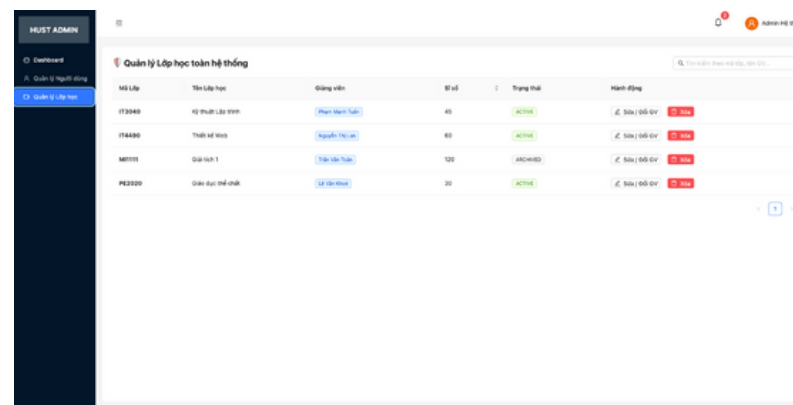 HUST ADMIN
8
Admin Hệ t
Dashboard
Quản lý Người dùng
Quản lý Lớp học
Quản lý Lớp học toàn hệ thống
Tìm kiếm theo mã lớp, tên GV...
Mã Lớp Tên Lớp học Giảng viên Sĩ số Trạng thái Hành động
IT3040 Kỹ thuật Lập trình Phạm Mạnh Tuấn 45 ACTIVE Sửa | Đổi GV Xóa
IT4490 Thiết kế Web Nguyễn Thị Lan 60 ACTIVE Sửa | Đổi GV Xóa
MI1111 Giải tích 1 Trần Văn Toàn 120 ARCHIVED Sửa | Đổi GV Xóa
PE2020 Giáo dục thể chất Lê Văn Khoẻ 30 ACTIVE Sửa | Đổi GV Xóa
1